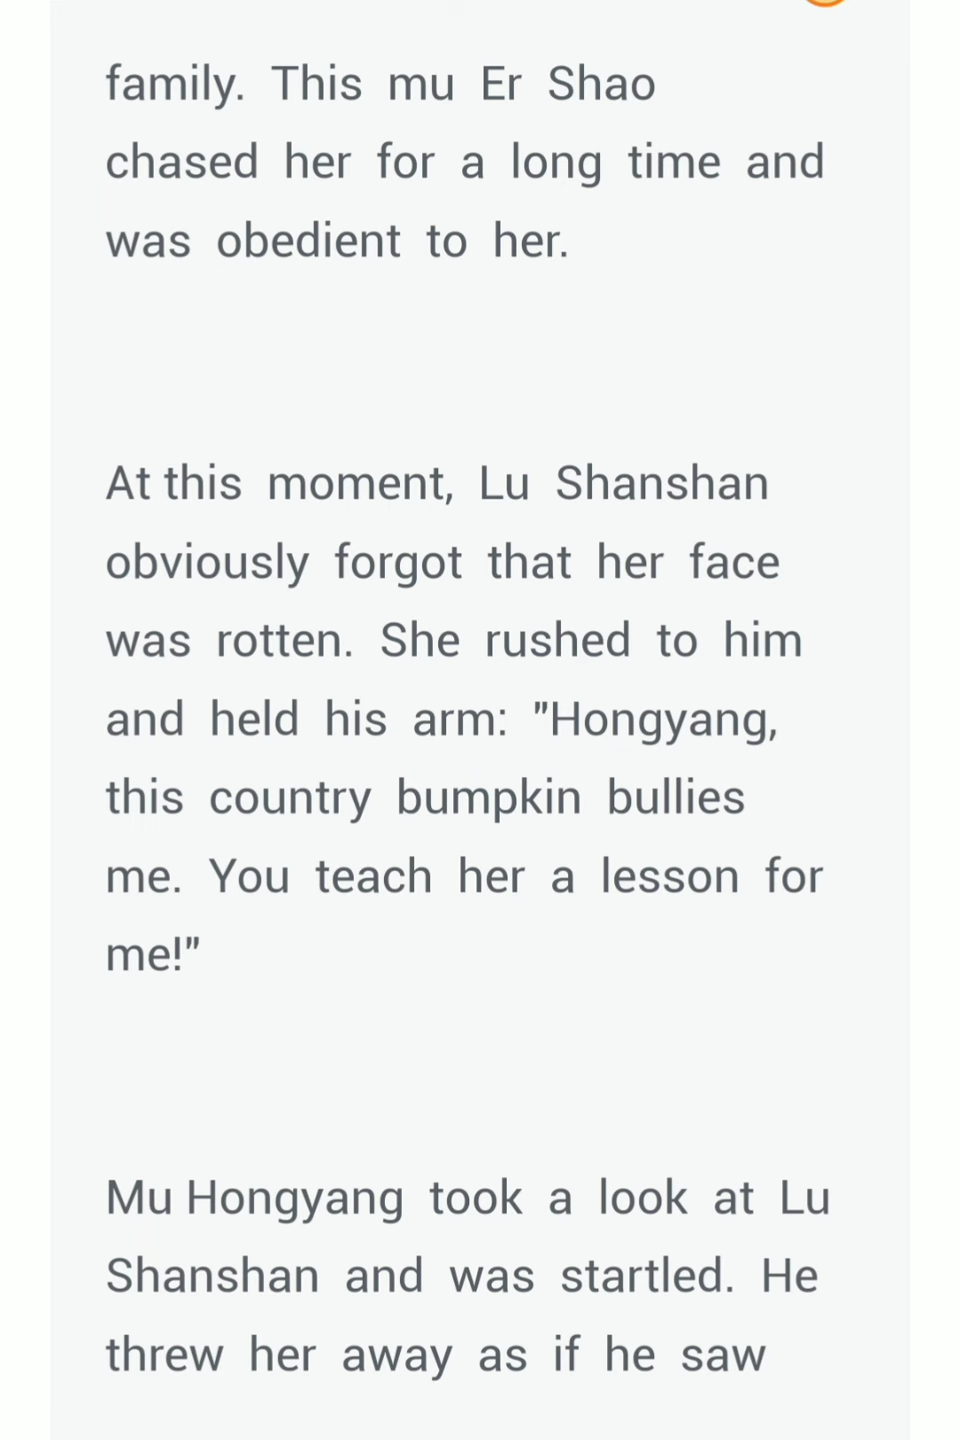 family. This mu Er Shao
chased her for a long time and
was obedient to her.
At this moment, Lu Shanshan
obviously forgot that her face
was rotten. She rushed to him
and held his arm: "Hongyang,
this country bumpkin bullies
me. You teach her a lesson for
me!"
Mu Hongyang took a look at Lu
Shanshan and was startled. He
threw her away as if he saw